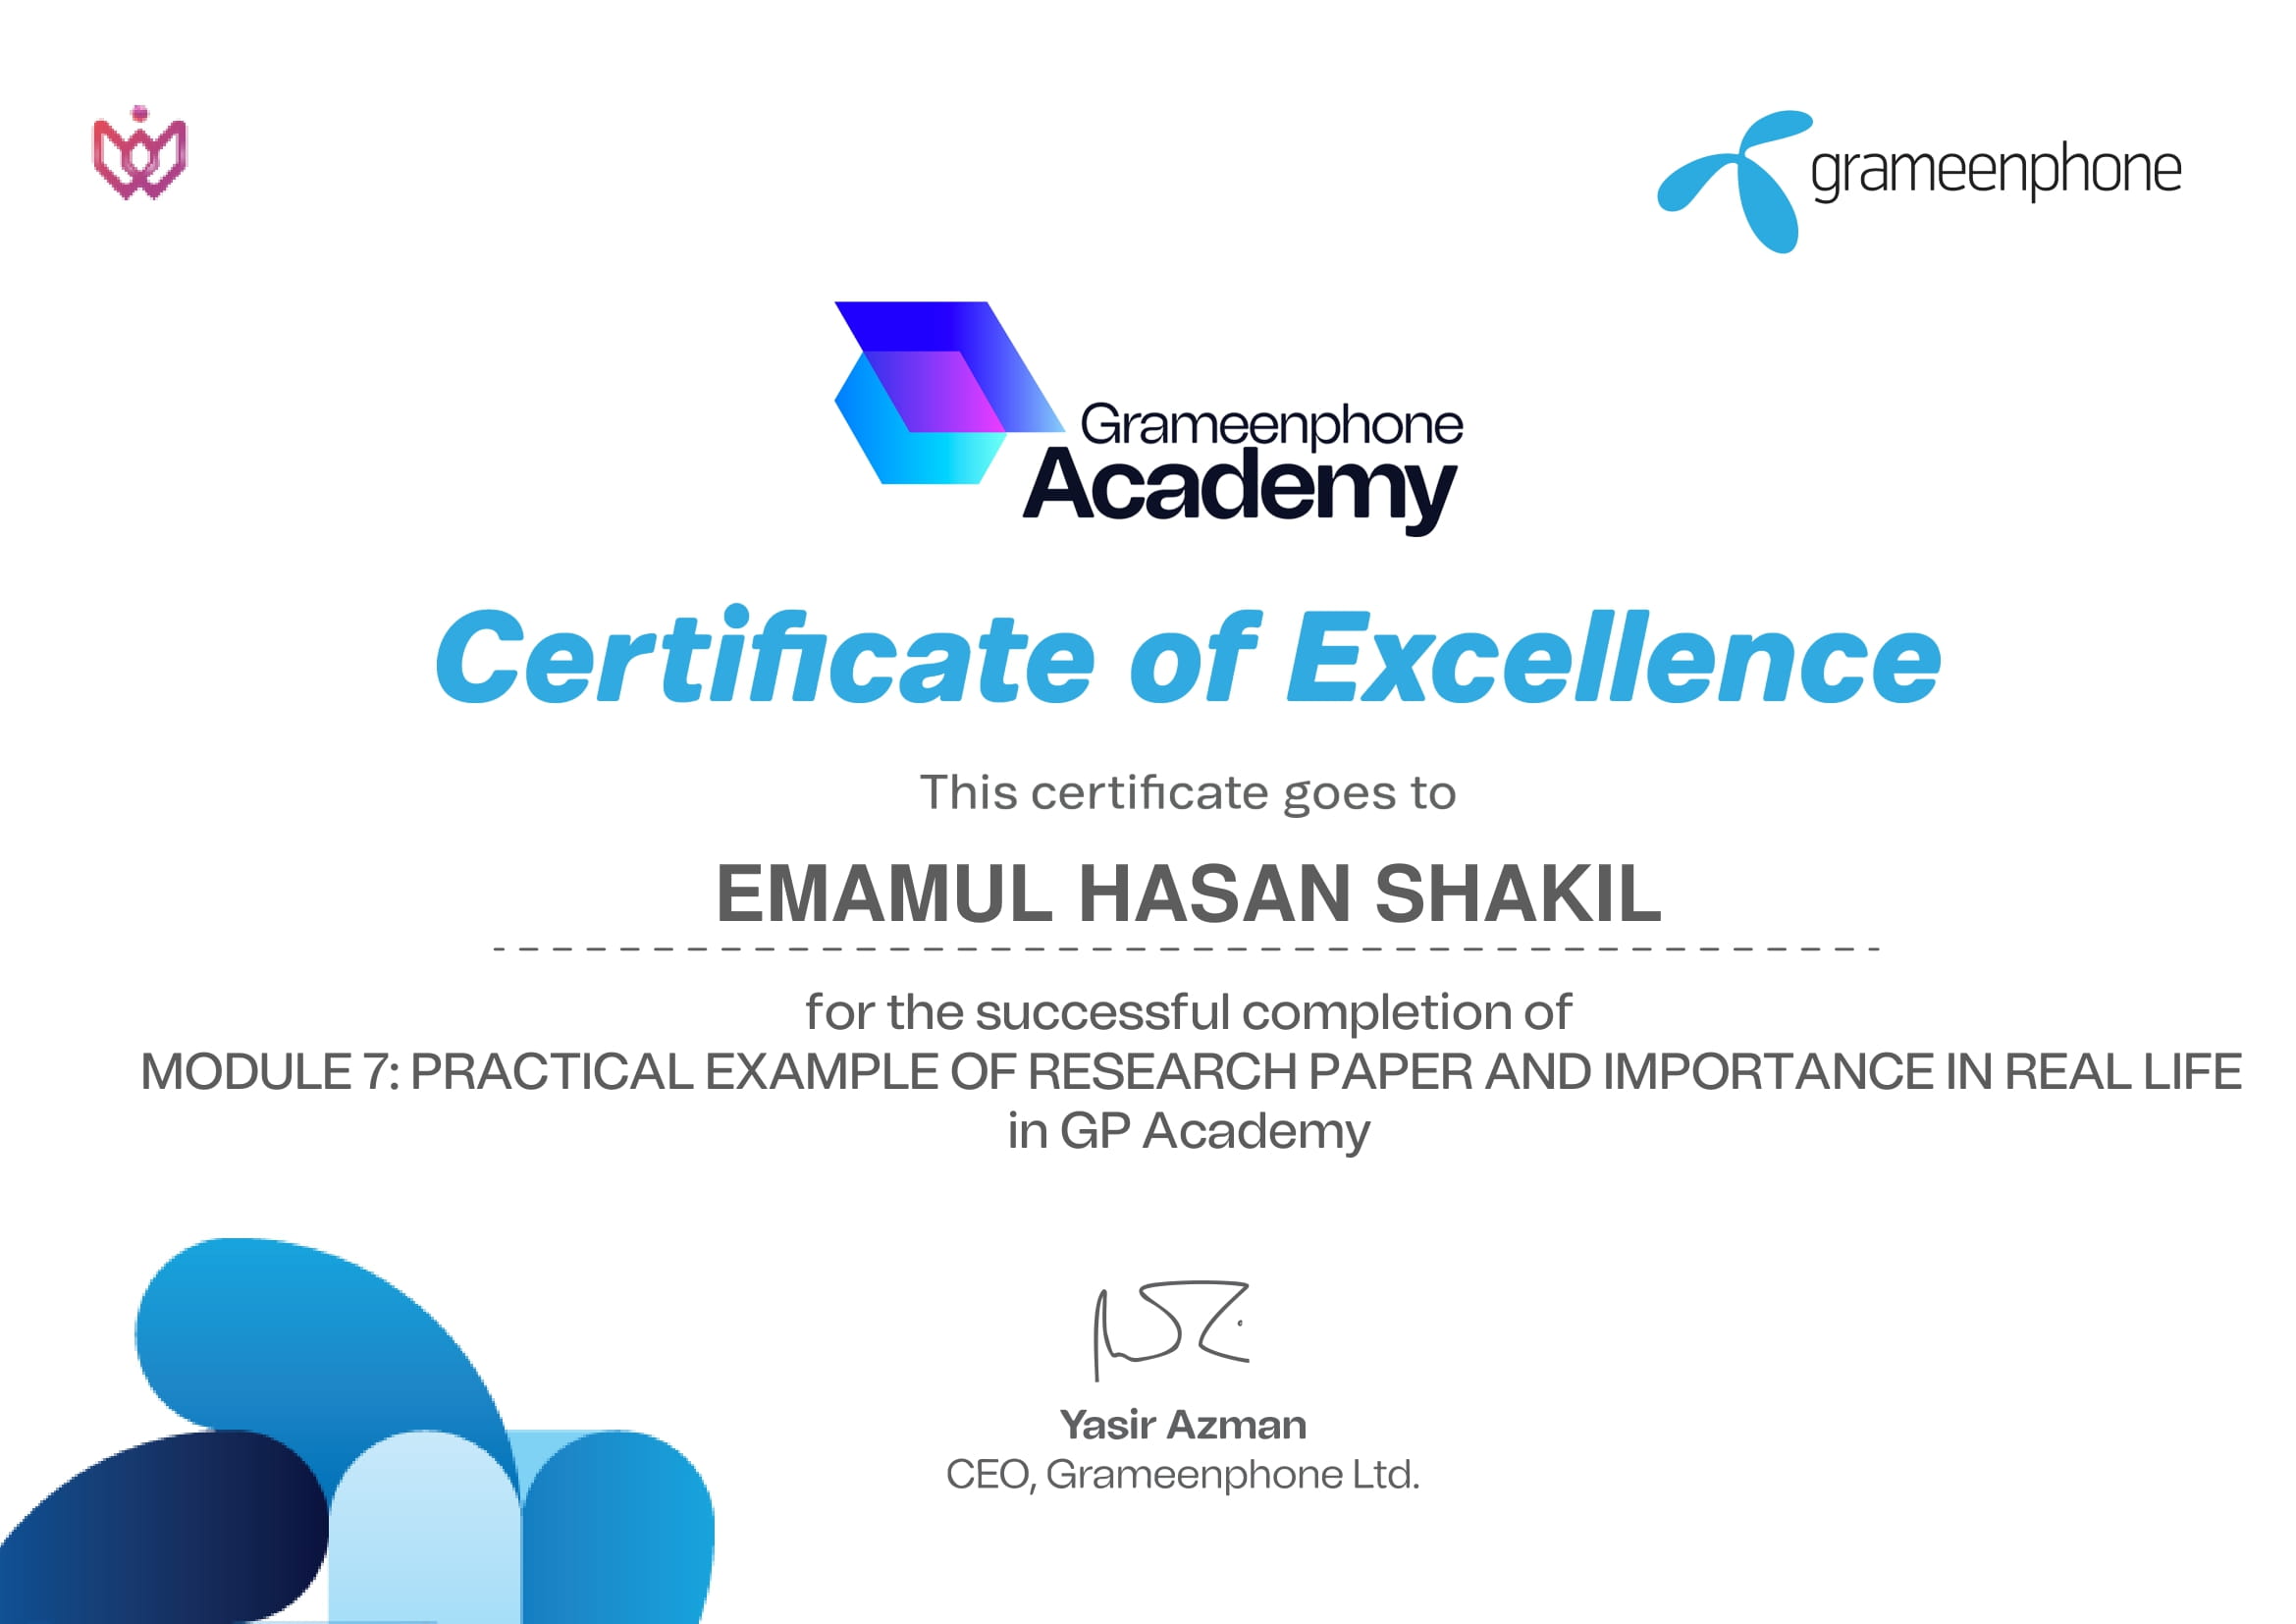 grameenphone
Grameenphone
Academy
Certificate of Excellence
This certificate goes to
EMAMUL HASAN SHAKIL
for the successful completion of
MODULE 7: PRACTICAL EXAMPLE OF RESEARCH PAPER AND IMPORTANCE IN REAL LIFE
in GP Academy
Yasir Azman
CEO, Grameenphone Ltd.